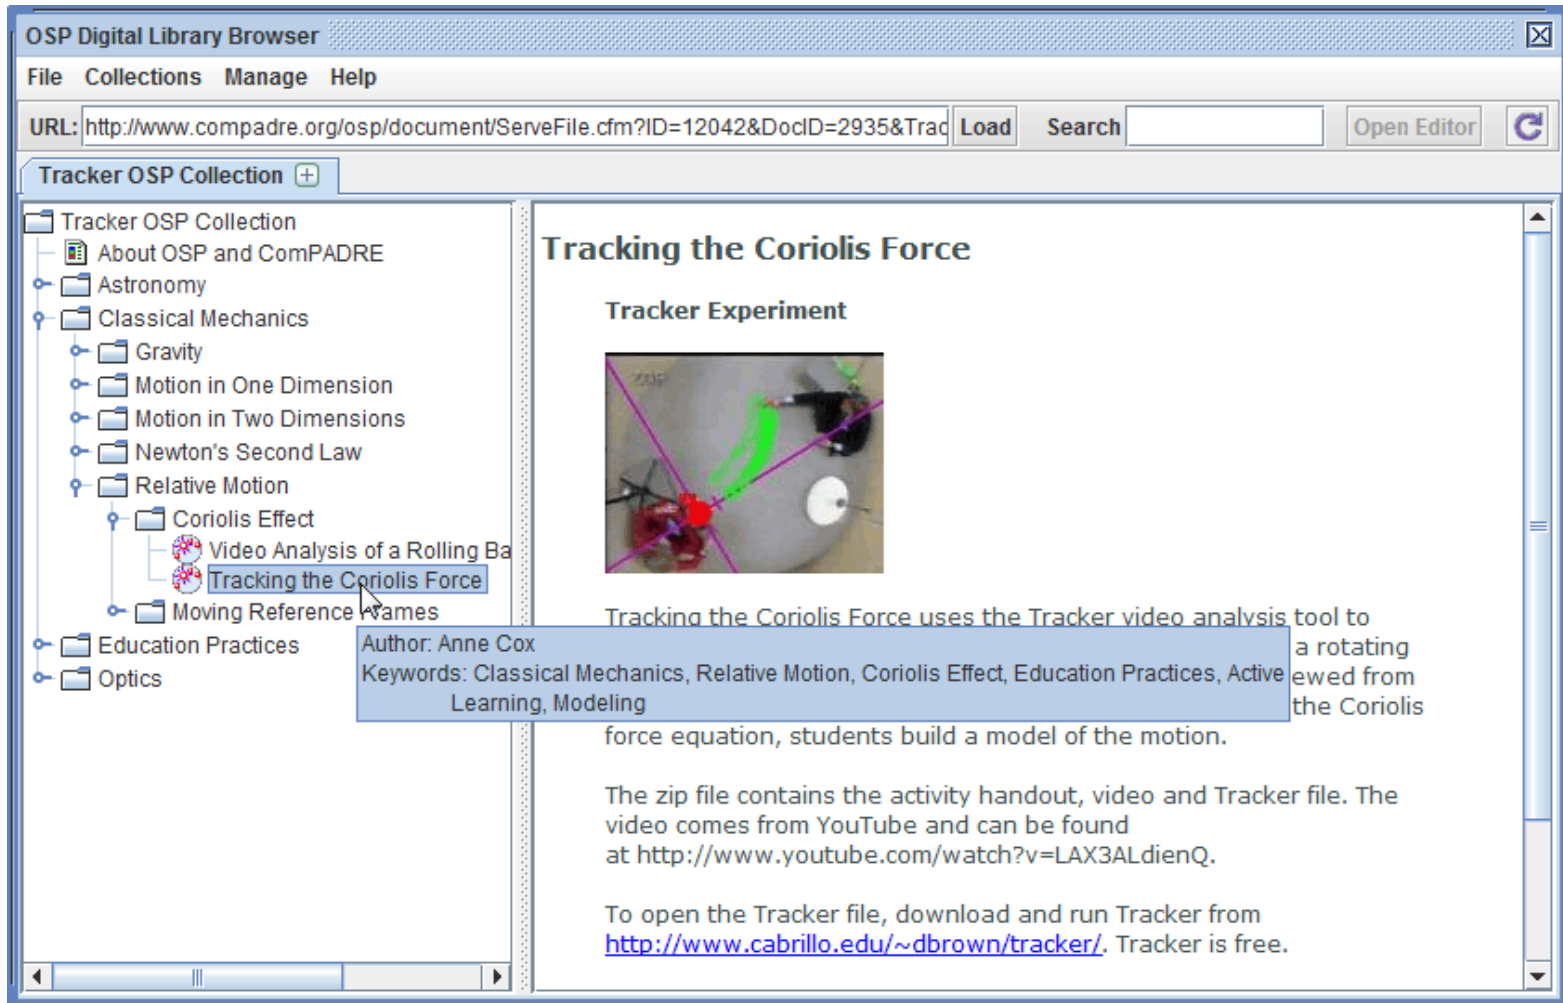 OSP Digital Library Browser
File Collections Manage Help
URL: http://www.compadre.org/osp/document/ServeFile.cfm?ID=12042&DocID=2935&Trac Load Search Open Editor
Tracker OSP Collection
Tracker OSP Collection
About OSP and ComPADRE
Astronomy
Classical Mechanics
Gravity
Motion in One Dimension
Motion in Two Dimensions
Newton's Second Law
Relative Motion
Coriolis Effect
Video Analysis of a Rolling Ba
Tracking the Coriolis Force
Moving Reference Frames
Education Practices
Optics
Author: Anne Cox
Keywords: Classical Mechanics, Relative Motion, Coriolis Effect, Education Practices, Active
Learning, Modeling
Tracking the Coriolis Force
Tracker Experiment
Tracking the Coriolis Force uses the Tracker video analysis tool to
a rotating
ewed from
the Coriolis
force equation, students build a model of the motion.
The zip file contains the activity handout, video and Tracker file. The
video comes from YouTube and can be found
at http://www.youtube.com/watch?v=LAX3ALdienQ.
To open the Tracker file, download and run Tracker from
http://www.cabrillo.edu/~dbrown/tracker/. Tracker is free.